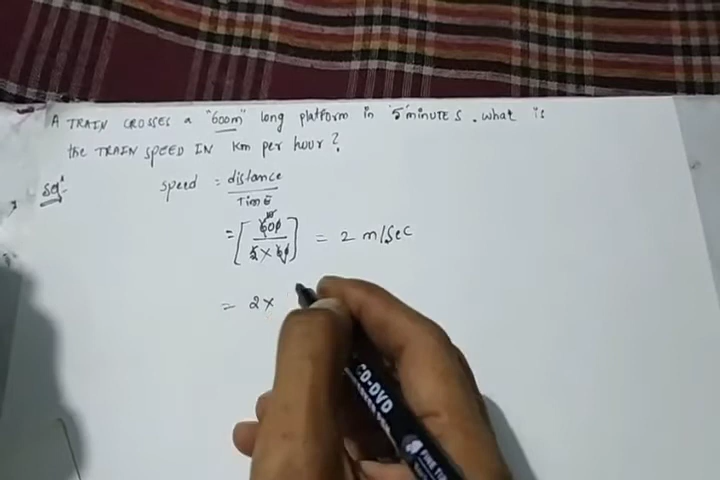 A TRAIN CROSSES a "600m" long platform in "5"minutes. what is
the TRAIN SPEED IN Km per hour?
Sol:
speed = distance
Time
= [600
5 x 60] = 2 m/sec
= 2x
CD-DVD